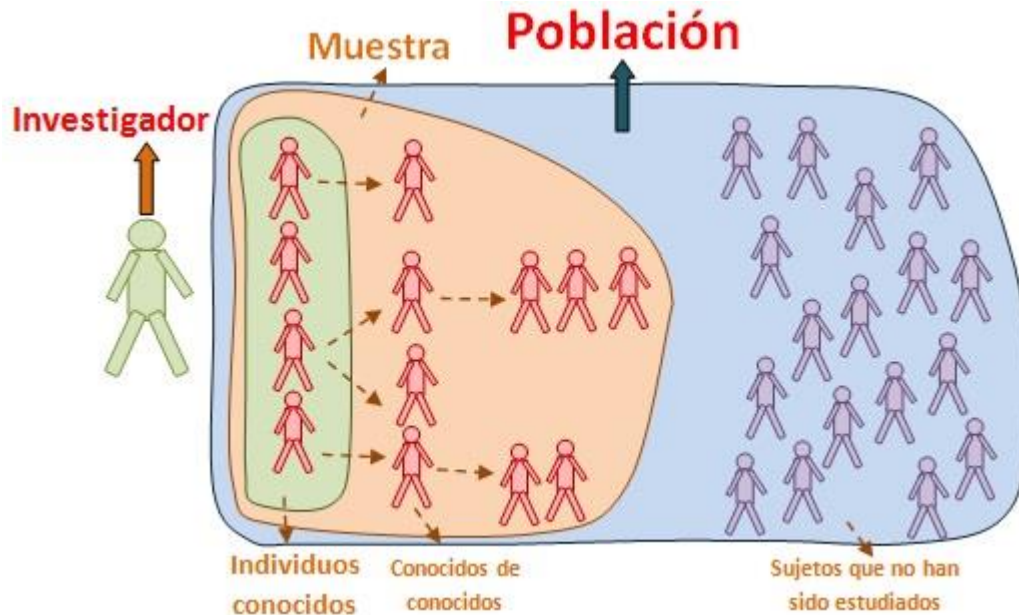 Población
Muestra
Investigador
Individuos
conocidos
Conocidos de
conocidos
Sujetos que no han
sido estudiados